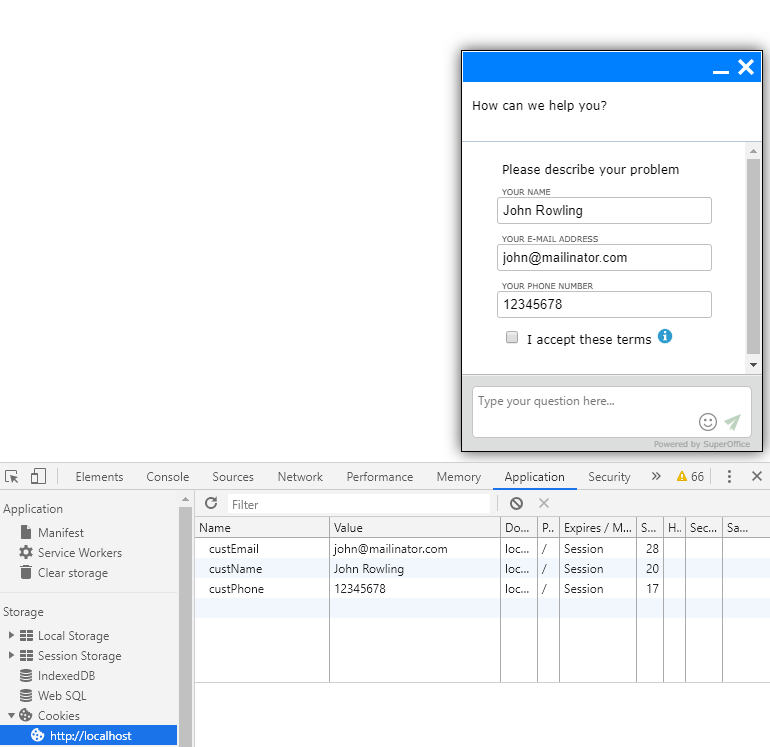 How can we help you?
Please describe your problem
YOUR NAME
John Rowling
YOUR E-MAIL ADDRESS
john@mailinator.com
YOUR PHONE NUMBER
12345678
I accept these terms
Type your question here...
Powered by SuperOffice
Elements Console Sources Network Performance Memory Application Security » 66
Application
Manifest
Service Workers
Clear storage
Storage
Local Storage
Session Storage
IndexedDB
Web SQL
Cookies
http://localhost
Filter
Name Value Do... P.. Expires / M... S... H.. Sec... Sa...
custEmail john@mailinator.com loc... / Session 28
custName John Rowling loc... / Session 20
custPhone 12345678 loc... / Session 17